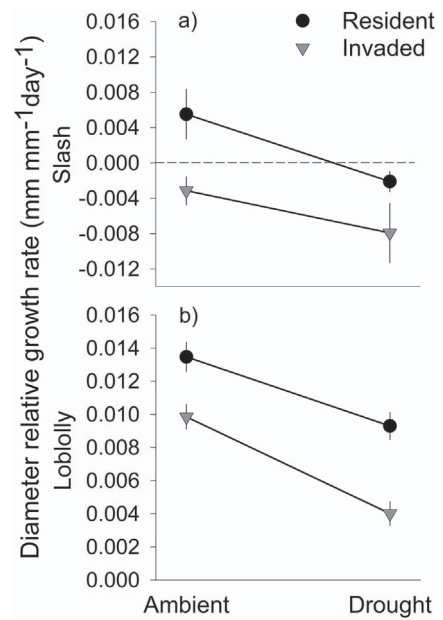 Diameter relative growth rate (mm mm-1day-1)
Slash
Loblolly
a)
Resident
Invaded
0.016
0.012
0.008
0.004
0.000
-0.004
-0.008
-0.012
b)
0.016
0.014
0.012
0.010
0.008
0.006
0.004
0.002
0.000
Ambient Drought